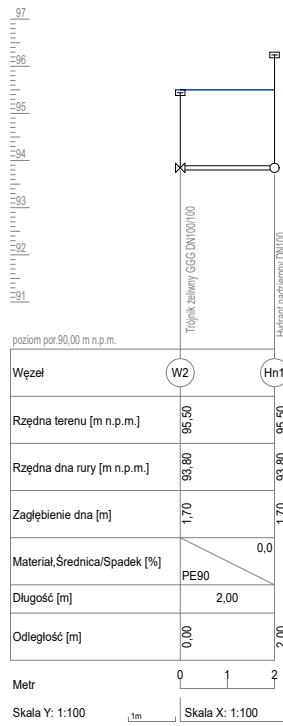 97
96
95
94
93
92
91
Trójnik żeliwny GGG DN100/100
Hydrant nadziemny DN100
poziom por.90,00 m n.p.m.
Węzeł W2 Hn1
Rzędna terenu [m n.p.m.] 95,50 95,50
Rzędna dna rury [m n.p.m.] 93,80 93,80
Zagłębienie dna [m] 1,70 1,70
Materiał,Średnica/Spadek [%] PE90 0,0
Długość [m] 2,00
Odległość [m] 0,00 2,00
Metr 0 1 2
Skala Y: 1:100 1m Skala X: 1:100